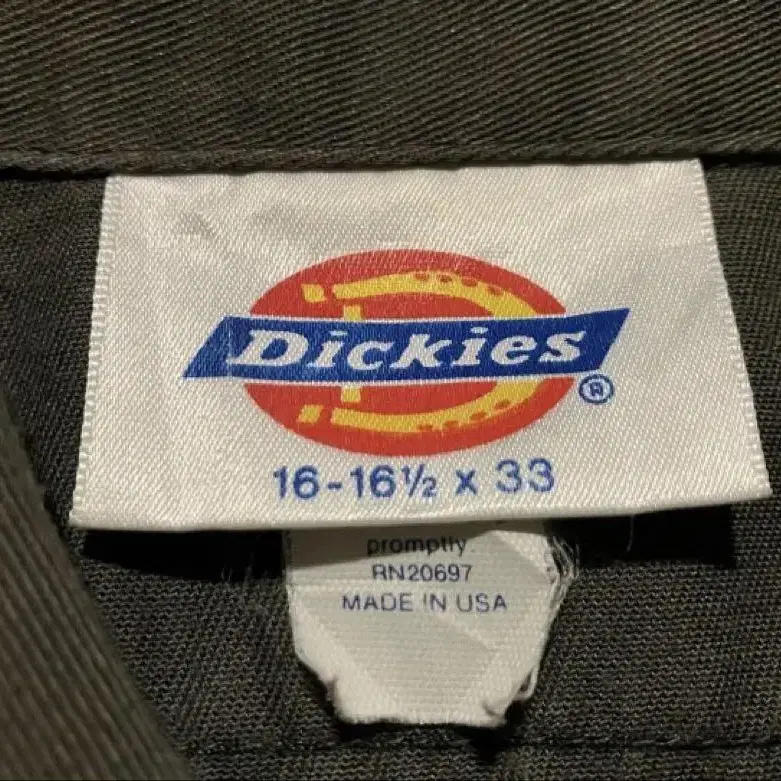 Dickies
®
16-16½ x 33
promptly.
RN20697
MADE IN USA